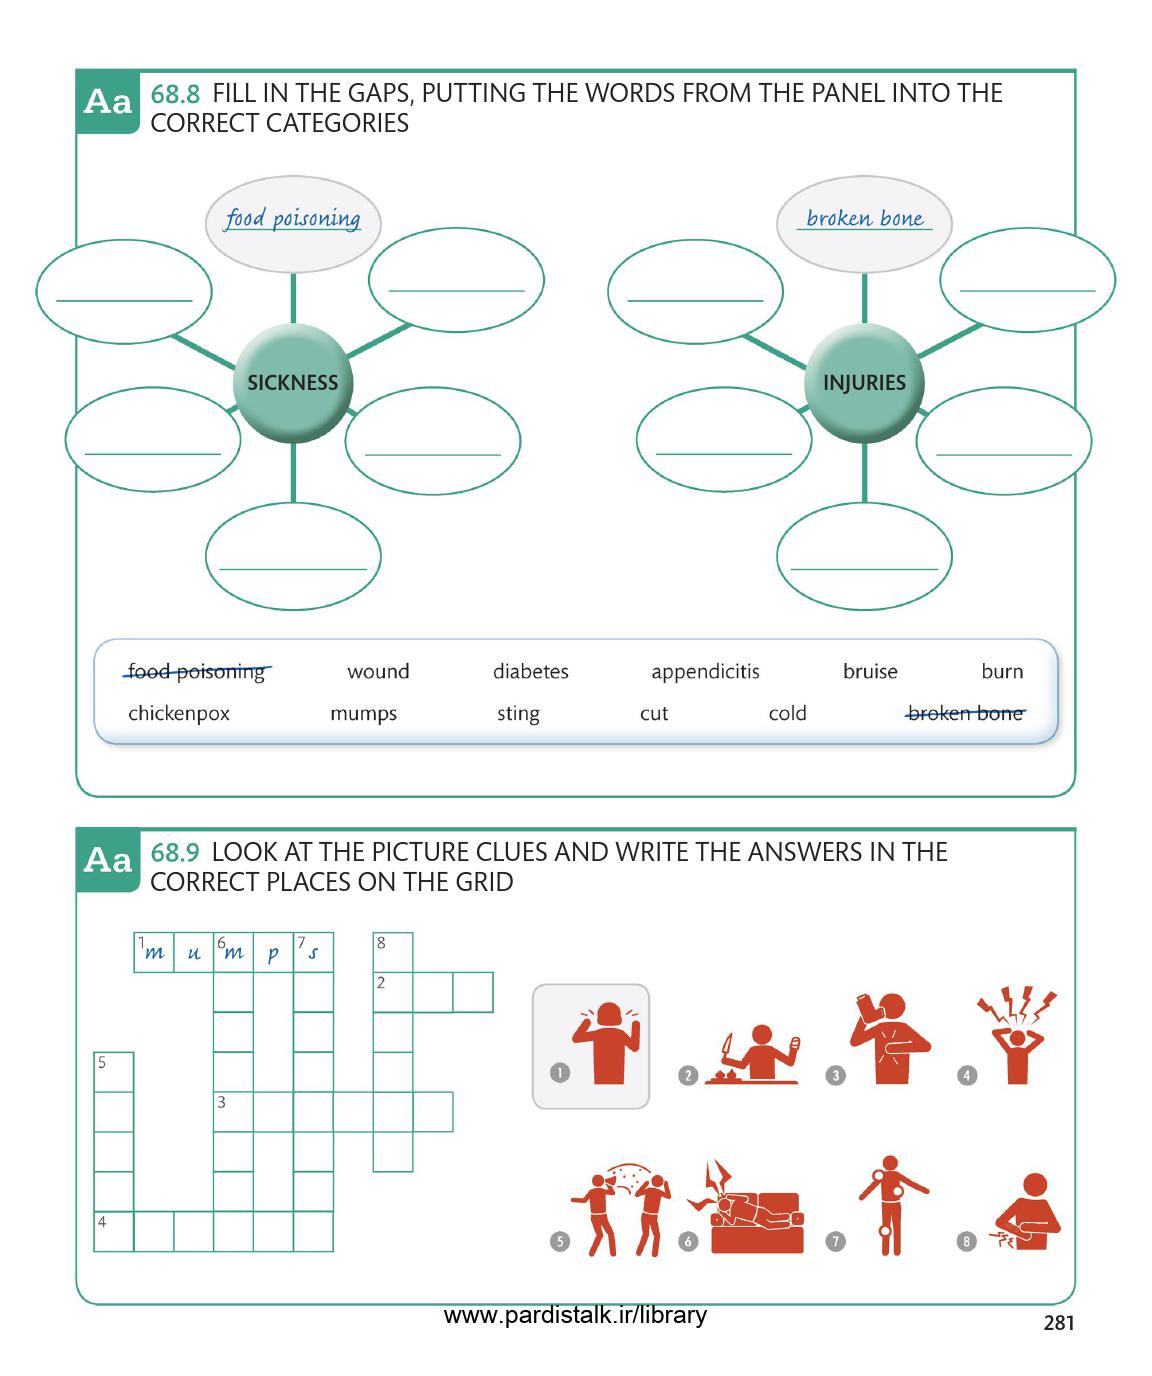 Aa 68.8 FILL IN THE GAPS, PUTTING THE WORDS FROM THE PANEL INTO THE
CORRECT CATEGORIES
food poisoning
SICKNESS
broken bone
INJURIES
food poisoning wound diabetes appendicitis bruise burn
chickenpox mumps sting cut cold broken bone
Aa 68.9 LOOK AT THE PICTURE CLUES AND WRITE THE ANSWERS IN THE
CORRECT PLACES ON THE GRID
1 m u 6 m p 7 s 8
2
5
3
4
1 2 3 4
5 6 7 8
www.pardistalk.ir/library
281